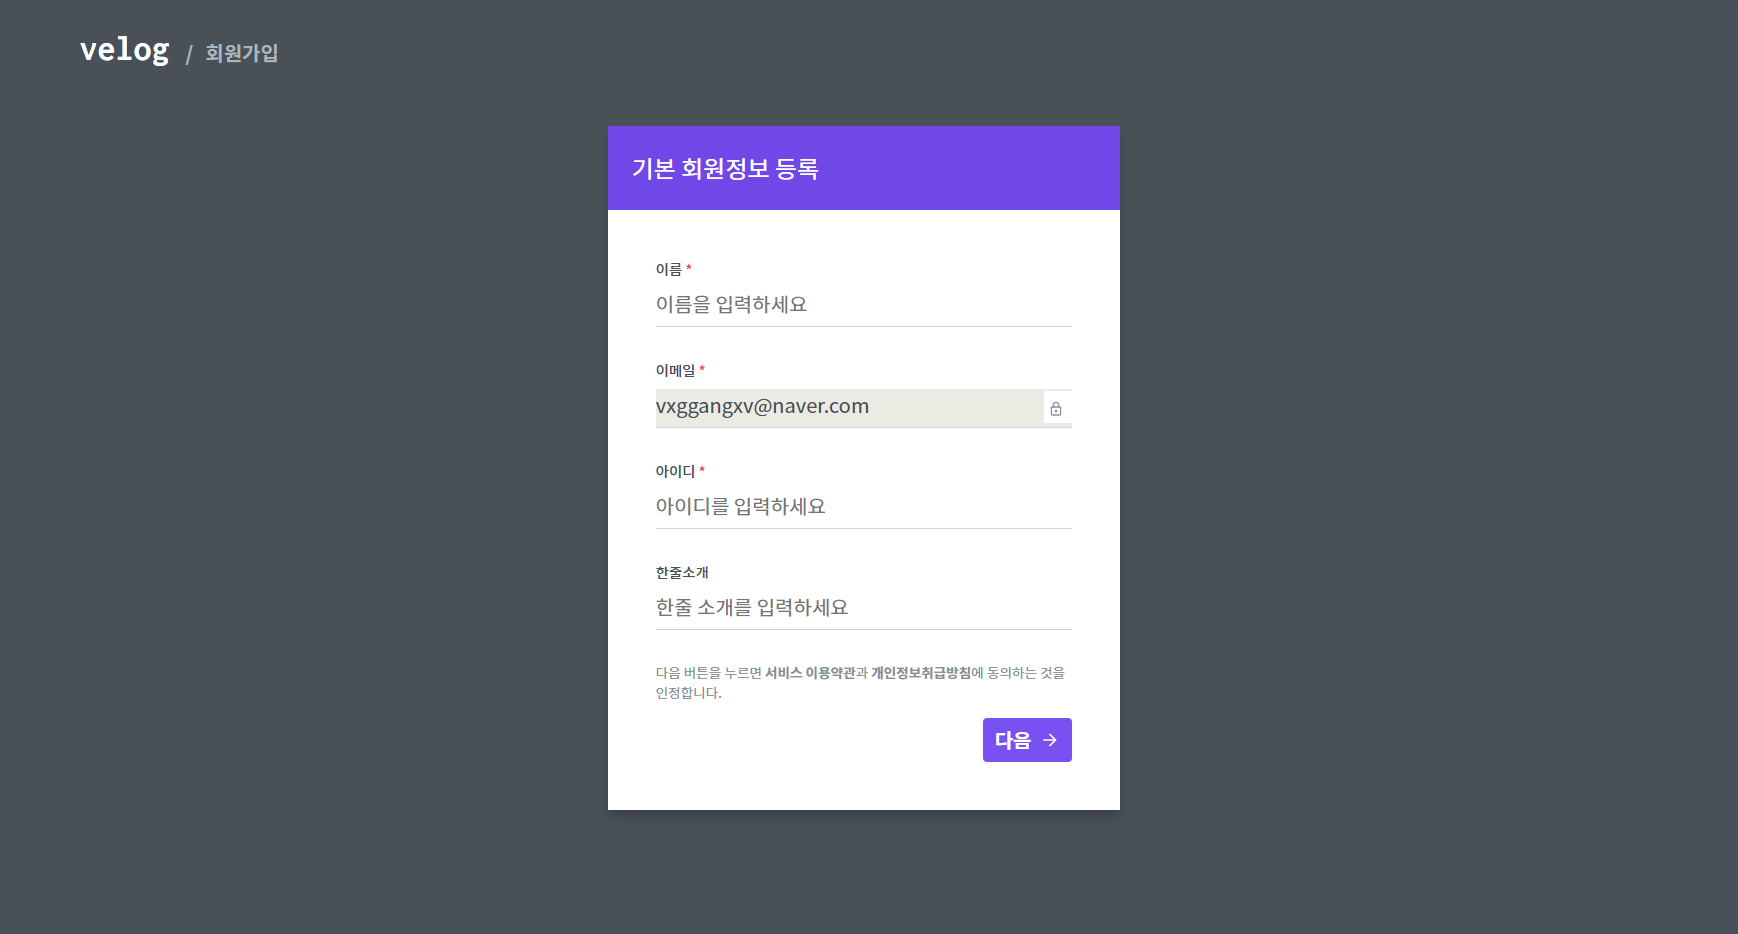 velog / 회원가입
기본 회원정보 등록
이름 *
이름을 입력하세요
이메일 *
vxggangxv@naver.com
아이디 *
아이디를 입력하세요
한줄소개
한줄 소개를 입력하세요
다음 버튼을 누르면 서비스 이용약관과 개인정보취급방침에 동의하는 것을
인정합니다.
다음 →